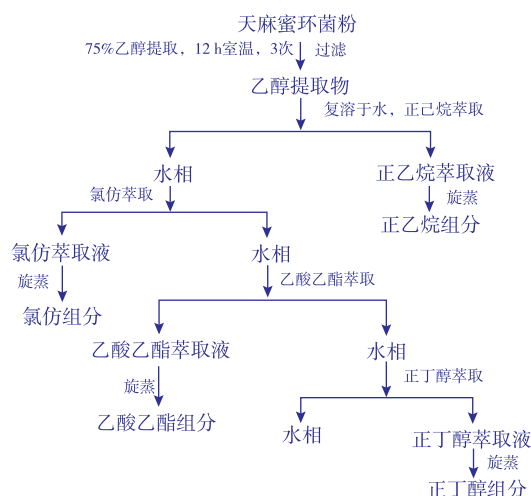 天麻蜜环菌粉
75%乙醇提取，12 h室温，3次 过滤
乙醇提取物
复溶于水，正己烷萃取
水相
正乙烷萃取液
氯仿萃取
旋蒸
正乙烷组分
氯仿萃取液
水相
旋蒸
乙酸乙酯萃取
氯仿组分
乙酸乙酯萃取液
水相
旋蒸
正丁醇萃取
乙酸乙酯组分
水相
正丁醇萃取液
旋蒸
正丁醇组分